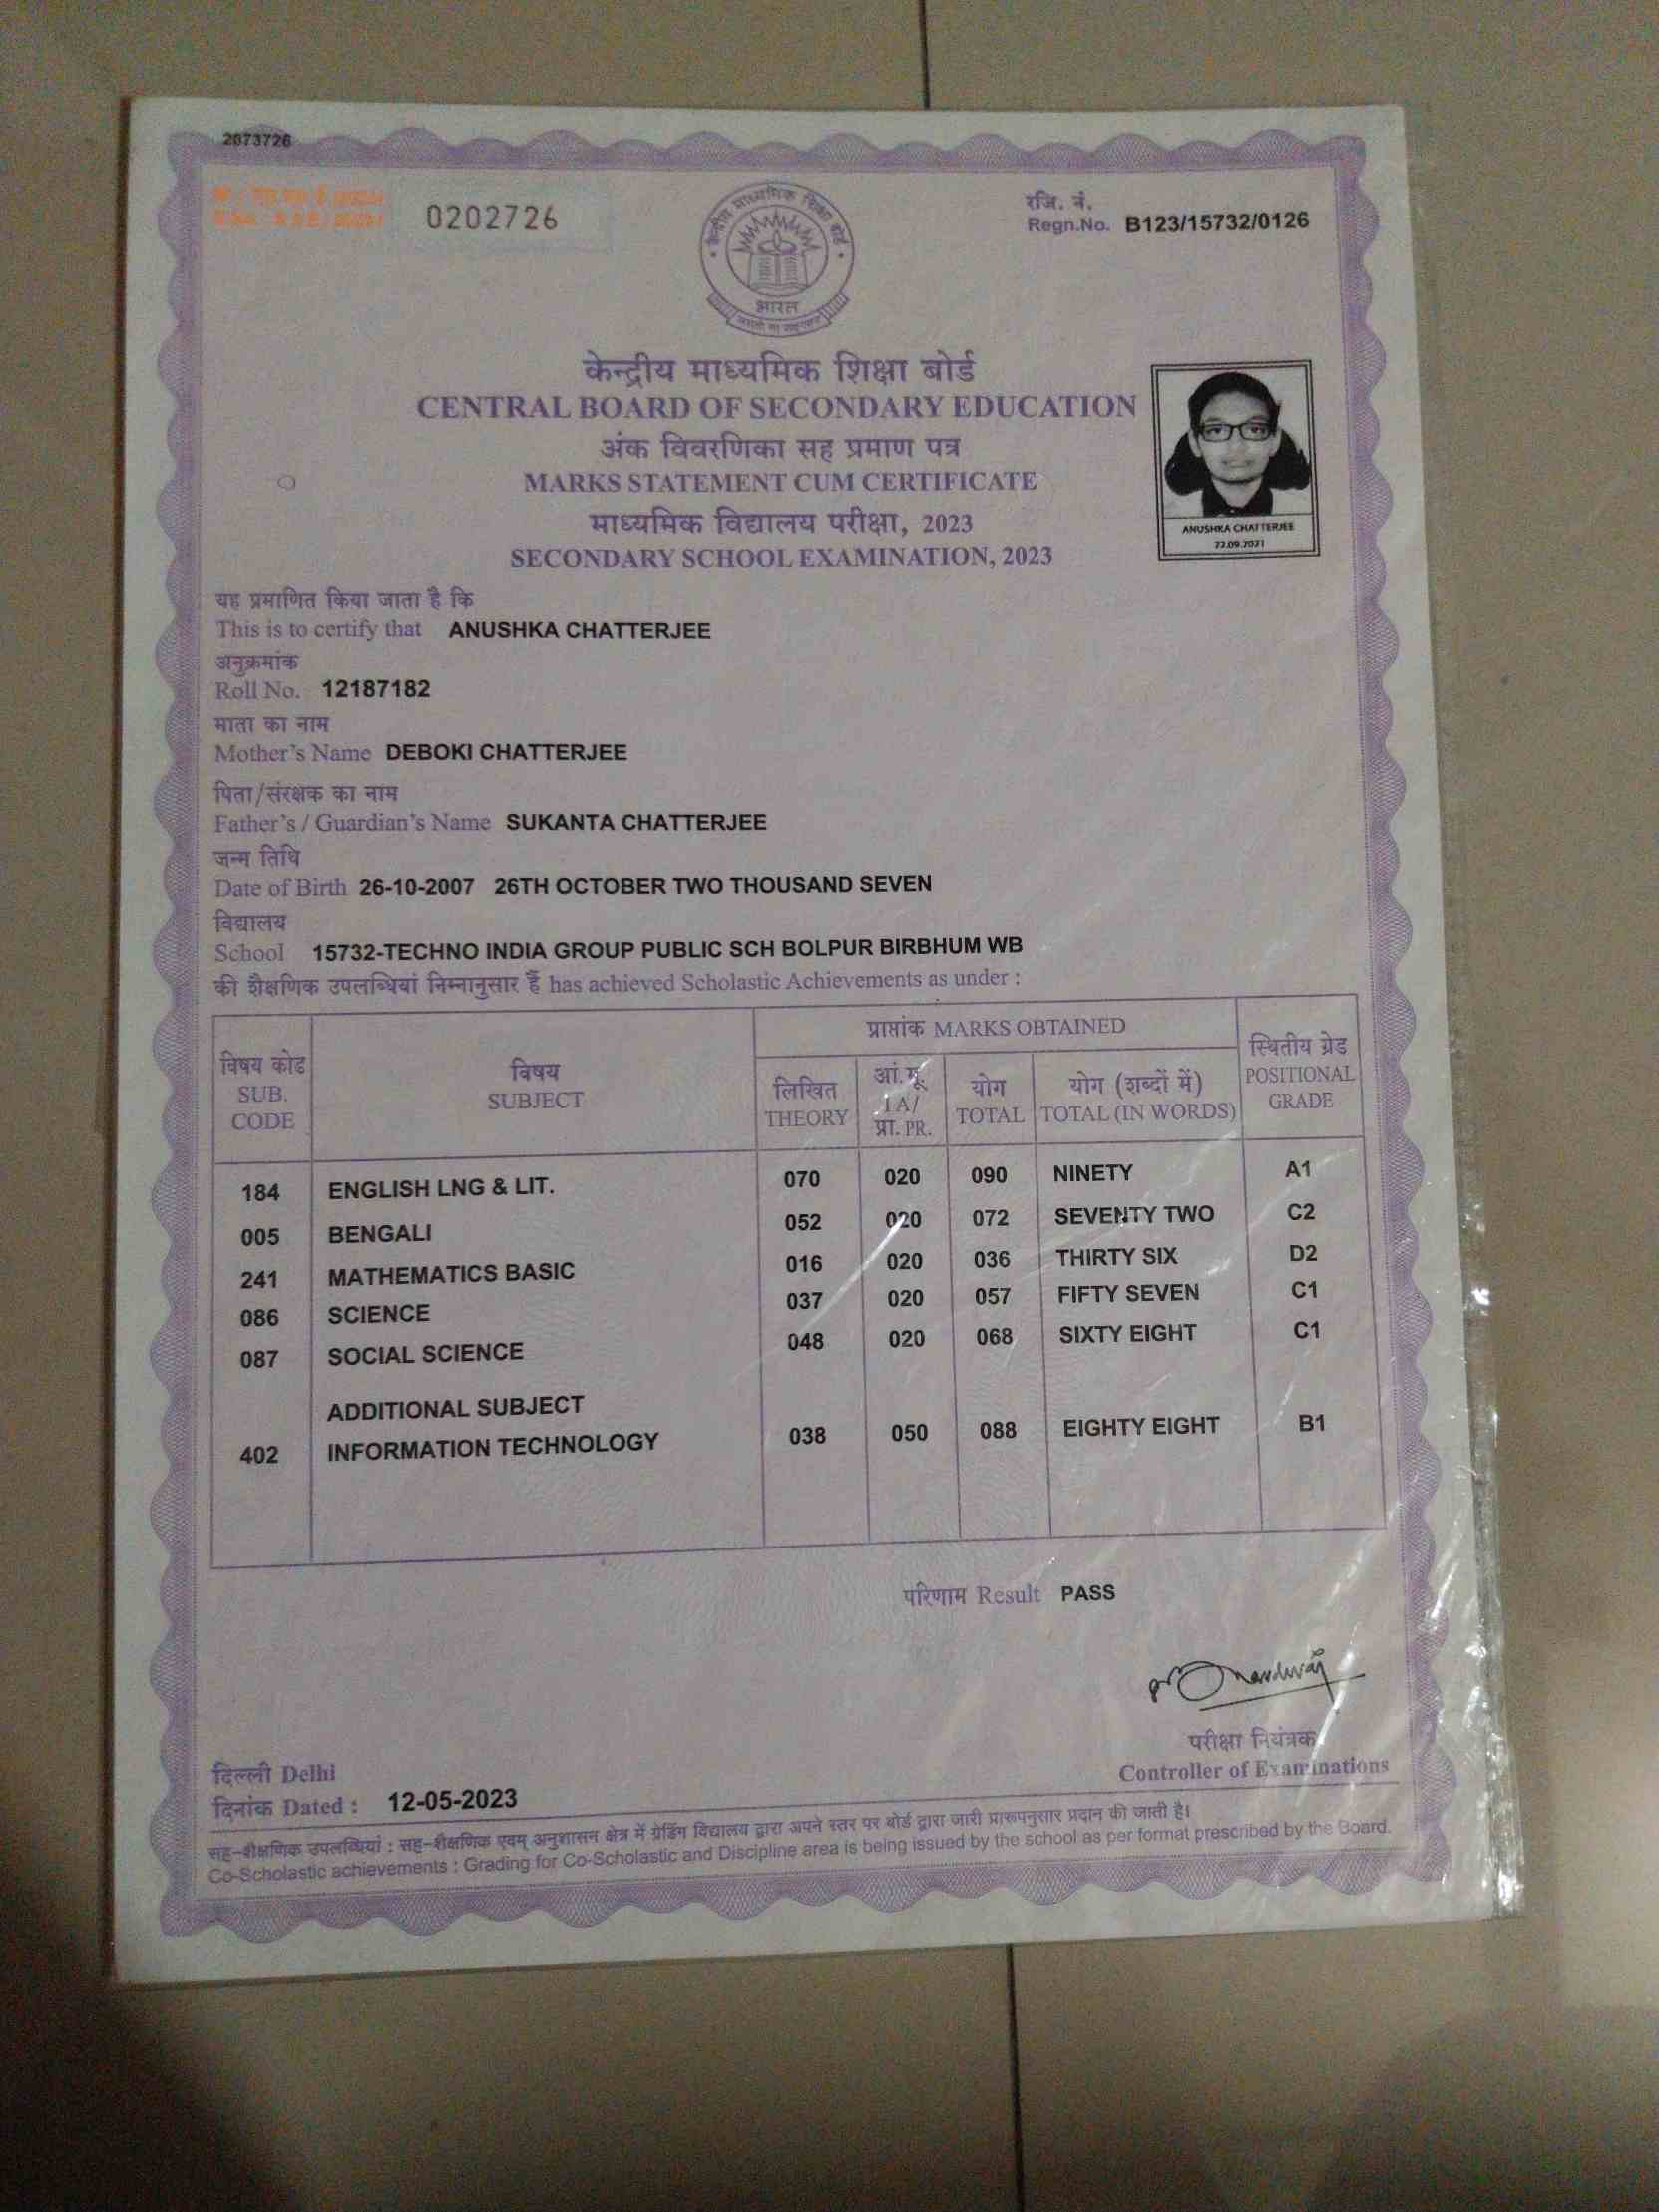 2073726
0202726
रजि. नं.
Regn.No. B123/15732/0126
भारत
केन्द्रीय माध्यमिक शिक्षा बोर्ड
CENTRAL BOARD OF SECONDARY EDUCATION
अंक विवरणिका सह प्रमाण पत्र
MARKS STATEMENT CUM CERTIFICATE
माध्यमिक विद्यालय परीक्षा, 2023
SECONDARY SCHOOL EXAMINATION, 2023
ANUSHKA CHATTERJEE
22.09.2021
यह प्रमाणित किया जाता है कि
This is to certify that ANUSHKA CHATTERJEE
अनुक्रमांक
Roll No. 12187182
माता का नाम
Mother's Name DEBOKI CHATTERJEE
पिता/संरक्षक का नाम
Father's / Guardian's Name SUKANTA CHATTERJEE
जन्म तिथि
Date of Birth 26-10-2007 26TH OCTOBER TWO THOUSAND SEVEN
विद्यालय
School 15732-TECHNO INDIA GROUP PUBLIC SCH BOLPUR BIRBHUM WB
की शैक्षणिक उपलब्धियां निम्नानुसार हैं has achieved Scholastic Achievements as under :
विषय कोड
SUB.
CODE
विषय
SUBJECT
प्राप्तांक MARKS OBTAINED
लिखित
THEORY
आं.मू.
I A/
प्रा. PR.
योग
TOTAL
योग (शब्दों में)
TOTAL (IN WORDS)
स्थितीय ग्रेड
POSITIONAL
GRADE
184 ENGLISH LNG & LIT. 070 020 090 NINETY A1
005 BENGALI 052 020 072 SEVENTY TWO C2
241 MATHEMATICS BASIC 016 020 036 THIRTY SIX D2
086 SCIENCE 037 020 057 FIFTY SEVEN C1
087 SOCIAL SCIENCE 048 020 068 SIXTY EIGHT C1
ADDITIONAL SUBJECT
402 INFORMATION TECHNOLOGY 038 050 088 EIGHTY EIGHT B1
परिणाम Result PASS
परीक्षा नियंत्रक
Controller of Examinations
दिल्ली Delhi
दिनांक Dated : 12-05-2023
सह-शैक्षणिक उपलब्धियां : सह-शैक्षणिक एवम् अनुशासन क्षेत्र में ग्रेडिंग विद्यालय द्वारा अपने स्तर पर बोर्ड द्वारा जारी प्रारूपनुसार प्रदान की जाती है।
Co-Scholastic achievements : Grading for Co-Scholastic and Discipline area is being issued by the school as per format prescribed by the Board.